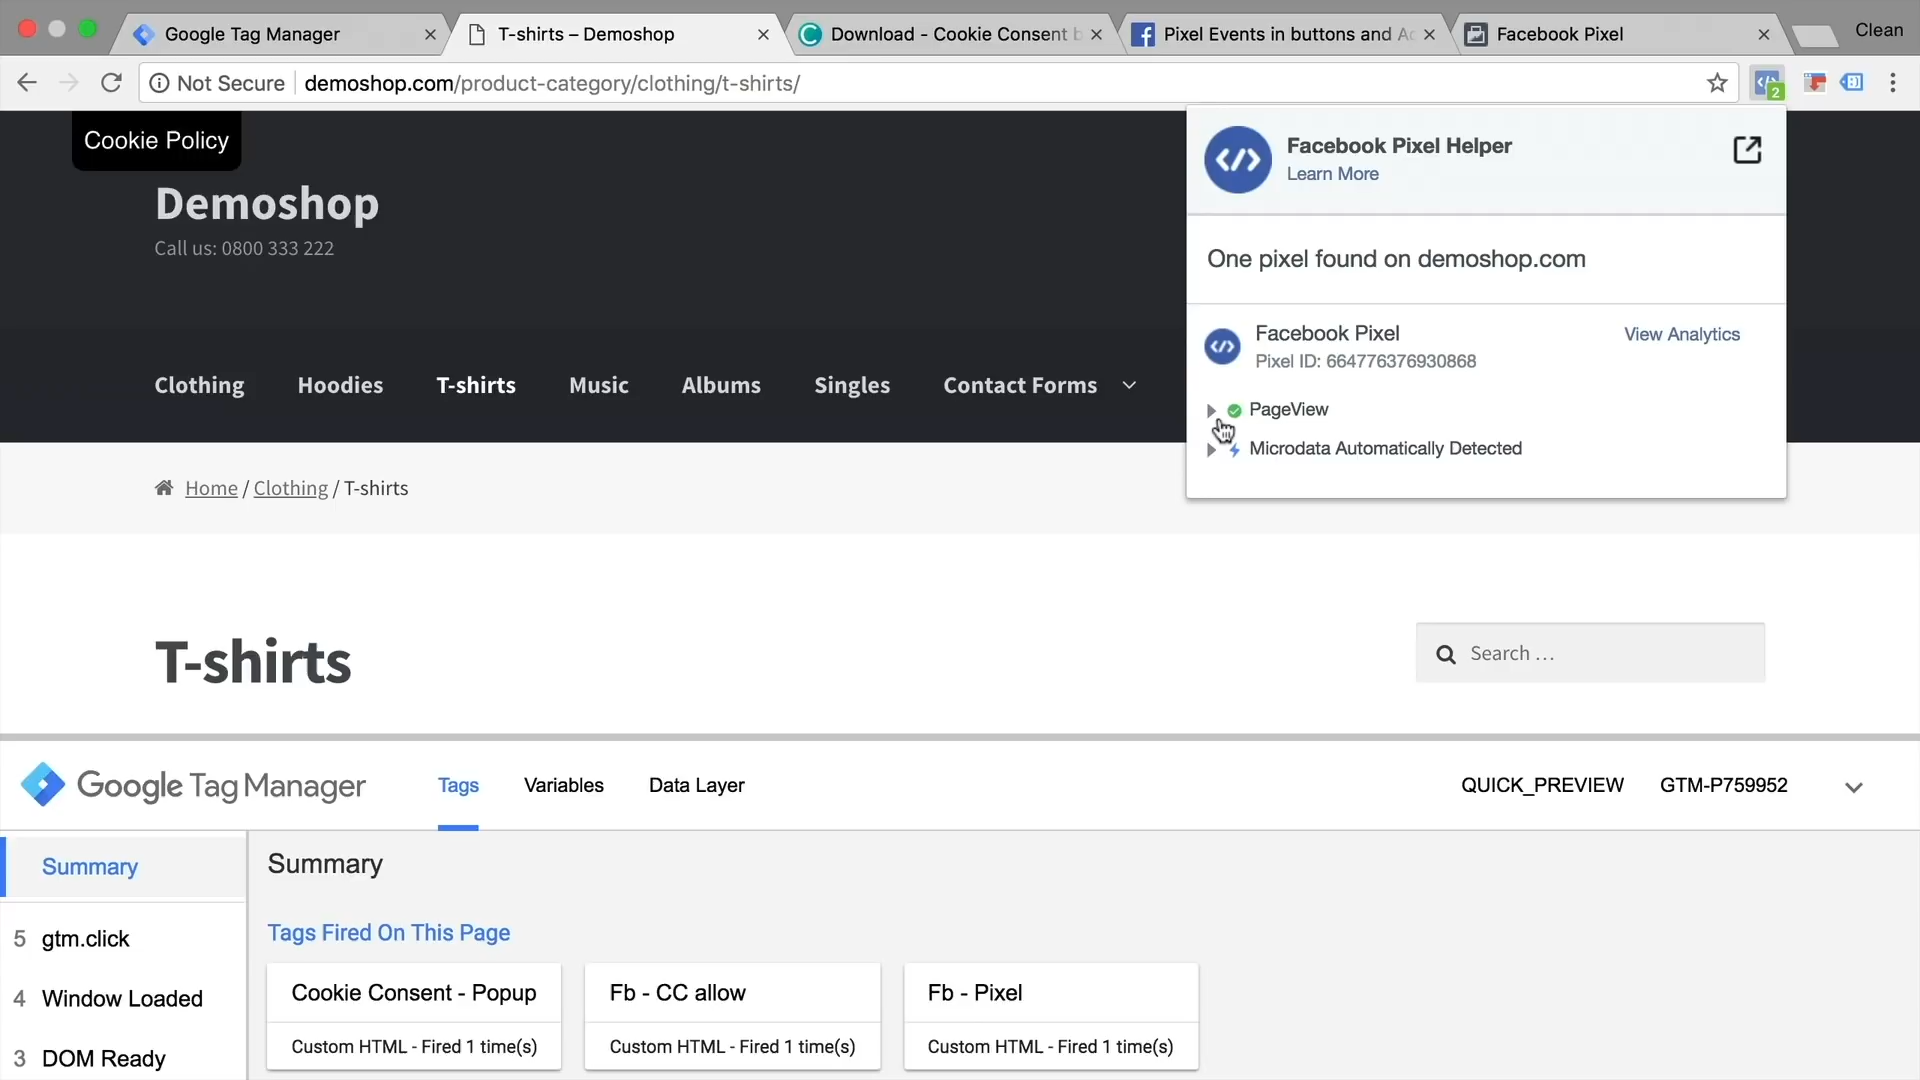 Google Tag Manager
T-shirts – Demoshop
Download - Cookie Consent b
Pixel Events in buttons and Ac
Facebook Pixel
Clean
Not Secure
demoshop.com/product-category/clothing/t-shirts/
2
Cookie Policy
Demoshop
Call us: 0800 333 222
Facebook Pixel Helper
Learn More
One pixel found on demoshop.com
Facebook Pixel
View Analytics
Pixel ID: 664776376930868
PageView
Microdata Automatically Detected
Clothing
Hoodies
T-shirts
Music
Albums
Singles
Contact Forms
Home / Clothing / T-shirts
T-shirts
Search …
Google Tag Manager
Tags
Variables
Data Layer
QUICK_PREVIEW
GTM-P759952
Summary
5 gtm.click
4 Window Loaded
3 DOM Ready
Summary
Tags Fired On This Page
Cookie Consent - Popup
Custom HTML - Fired 1 time(s)
Fb - CC allow
Custom HTML - Fired 1 time(s)
Fb - Pixel
Custom HTML - Fired 1 time(s)